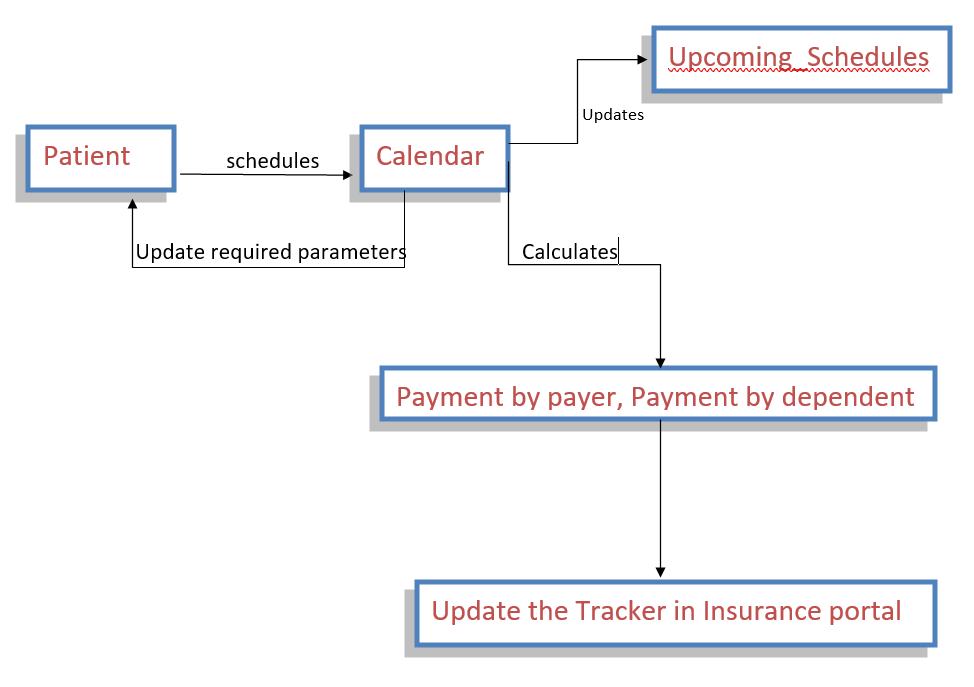 Upcoming_Schedules
Updates
Patient
schedules
Calendar
Update required parameters
Calculates
Payment by payer, Payment by dependent
Update the Tracker in Insurance portal